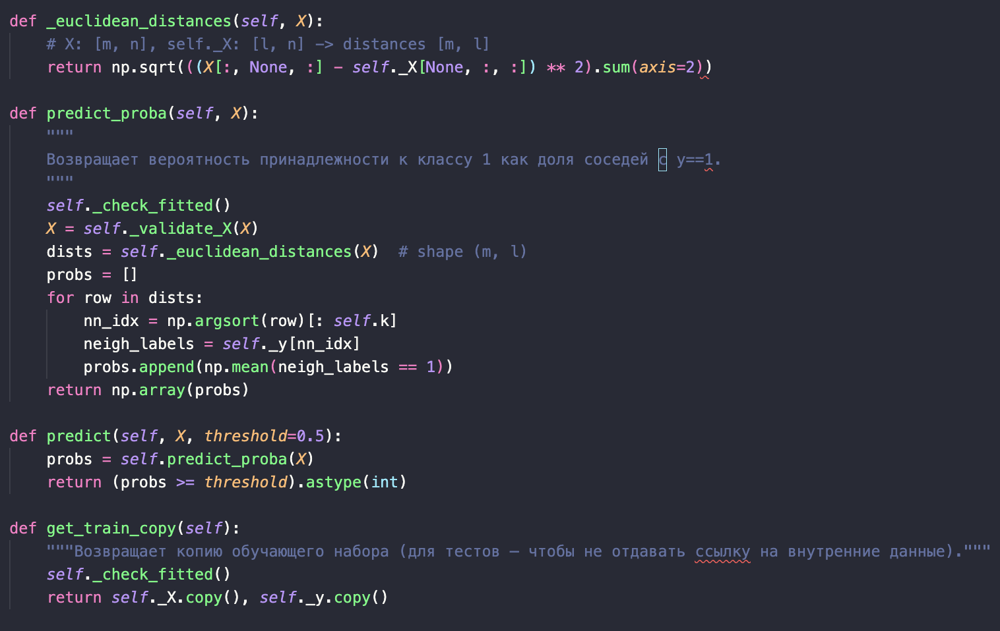 def _euclidean_distances(self, X):
    # X: [m, n], self._X: [l, n] -> distances [m, l]
    return np.sqrt(((X[:, None, :] - self._X[None, :, :]) ** 2).sum(axis=2))

def predict_proba(self, X):
    """
    Возвращает вероятность принадлежности к классу 1 как доля соседей с y==1.
    """
    self._check_fitted()
    X = self._validate_X(X)
    dists = self._euclidean_distances(X)  # shape (m, l)
    probs = []
    for row in dists:
        nn_idx = np.argsort(row)[: self.k]
        neigh_labels = self._y[nn_idx]
        probs.append(np.mean(neigh_labels == 1))
    return np.array(probs)

def predict(self, X, threshold=0.5):
    probs = self.predict_proba(X)
    return (probs >= threshold).astype(int)

def get_train_copy(self):
    """Возвращает копию обучающего набора (для тестов — чтобы не отдавать ссылку на внутренние данные)."""
    self._check_fitted()
    return self._X.copy(), self._y.copy()